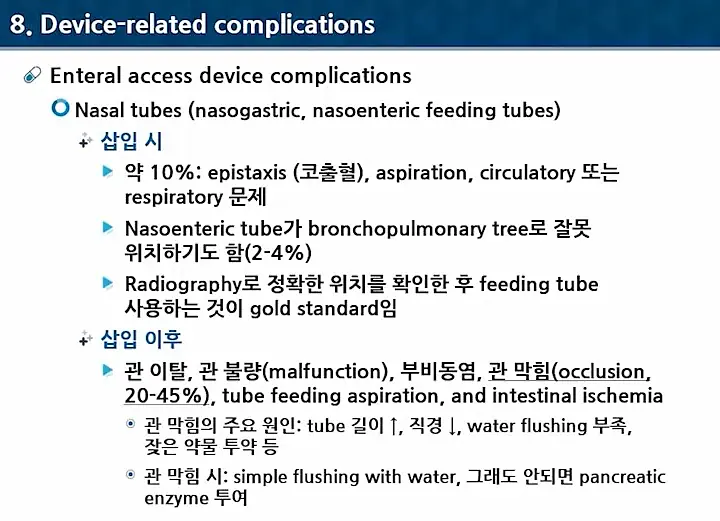 8. Device-related complications
Enteral access device complications
Nasal tubes (nasogastric, nasoenteric feeding tubes)
삽입 시
약 10%: epistaxis (코출혈), aspiration, circulatory 또는
respiratory 문제
Nasoenteric tube가 bronchopulmonary tree로 잘못
위치하기도 함(2-4%)
Radiography로 정확한 위치를 확인한 후 feeding tube
사용하는 것이 gold standard임
삽입 이후
관 이탈, 관 불량(malfunction), 부비동염, 관 막힘(occlusion,
20-45%), tube feeding aspiration, and intestinal ischemia
관 막힘의 주요 원인: tube 길이↑, 직경↓, water flushing 부족,
잦은 약물 투약 등
관 막힘 시: simple flushing with water, 그래도 안되면 pancreatic
enzyme 투여